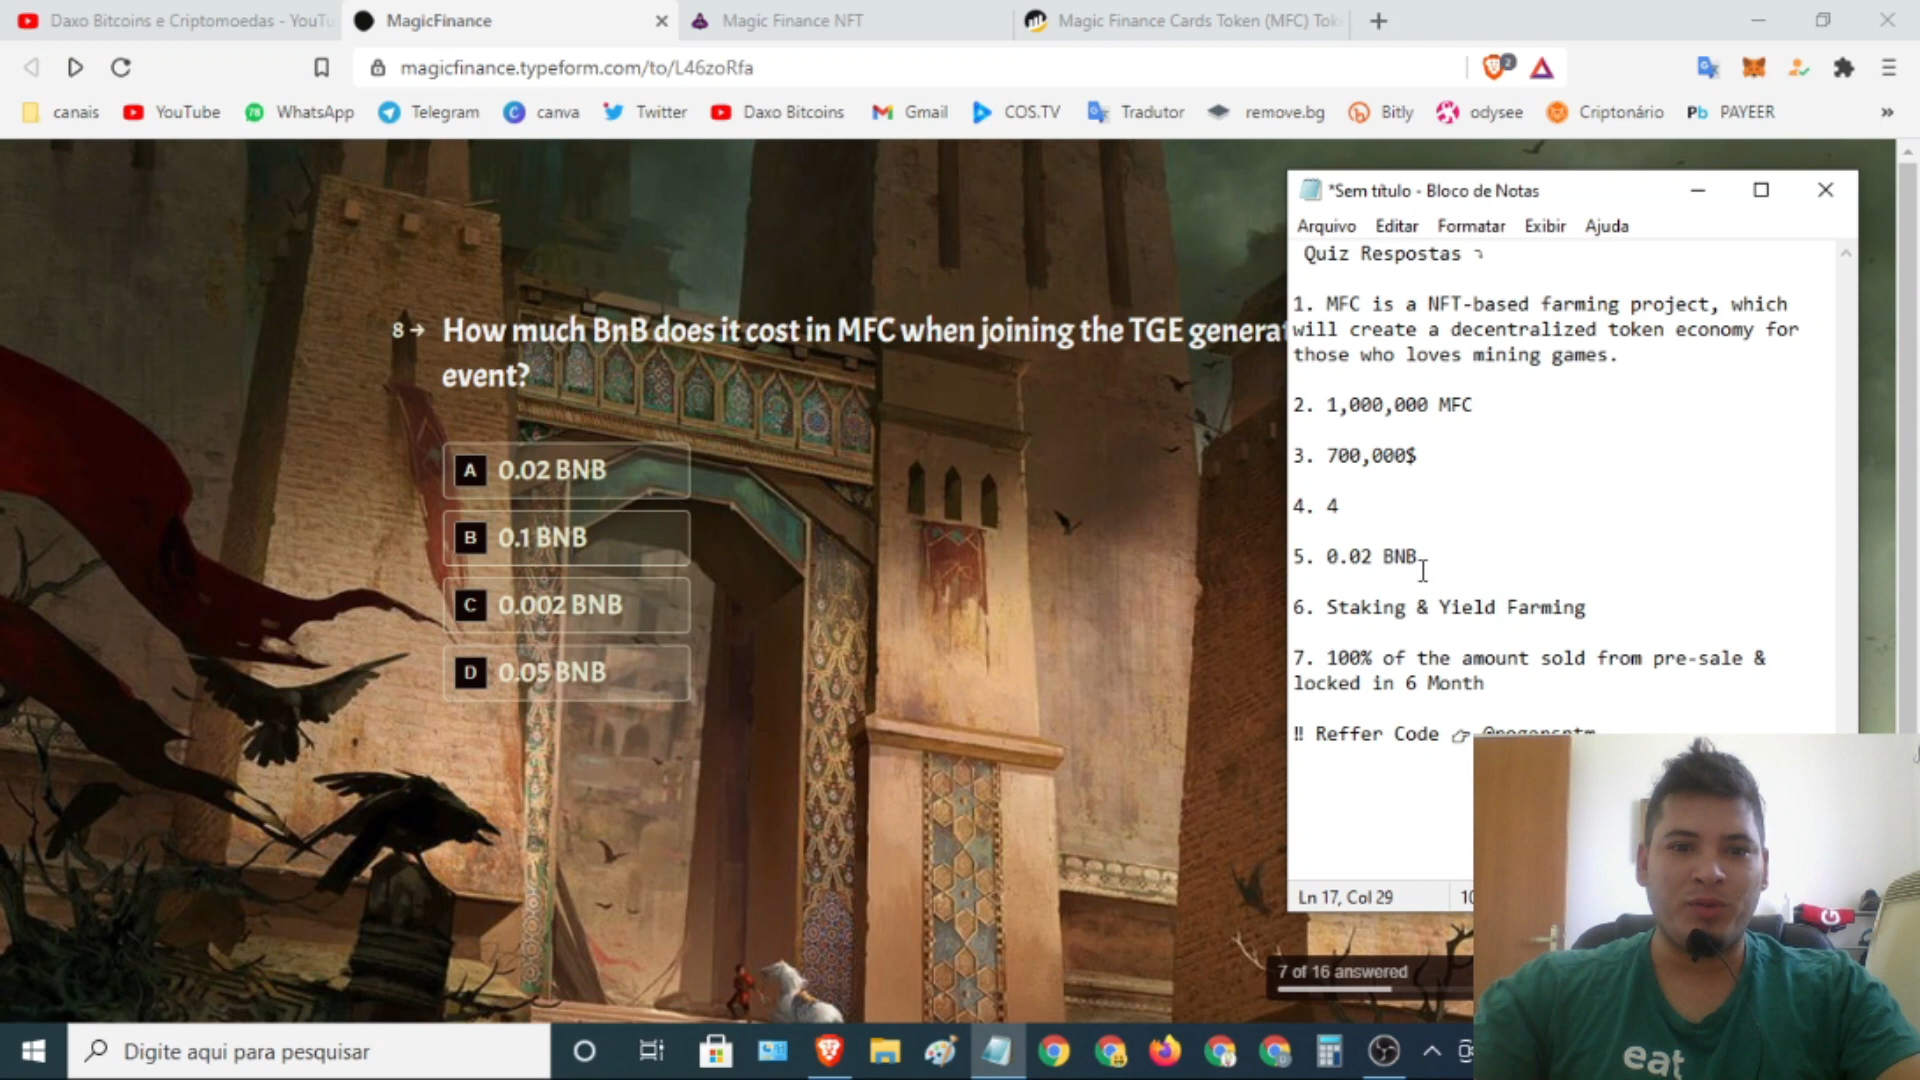 Daxo Bitcoins e Criptomoedas - YouTu
MagicFinance
Magic Finance NFT
Magic Finance Cards Token (MFC) Tok
magicfinance.typeform.com/to/L46zoRfa
2
canais
YouTube
WhatsApp
Telegram
canva
Twitter
Daxo Bitcoins
Gmail
COS.TV
Tradutor
remove.bg
Bitly
odysee
Criptonário
Pb PAYEER
»
8→ How much BnB does it cost in MFC when joining the TGE generat
event?
A 0.02 BNB
B 0.1 BNB
C 0.002 BNB
D 0.05 BNB
7 of 16 answered
*Sem título - Bloco de Notas
Arquivo Editar Formatar Exibir Ajuda
Quiz Respostas
1. MFC is a NFT-based farming project, which
will create a decentralized token economy for
those who loves mining games.
2. 1,000,000 MFC
3. 700,000$
4. 4
5. 0.02 BNB
6. Staking & Yield Farming
7. 100% of the amount sold from pre-sale &
locked in 6 Month
‼ Reffer Code 👉
Ln 17, Col 29
10
eat
Digite aqui para pesquisar